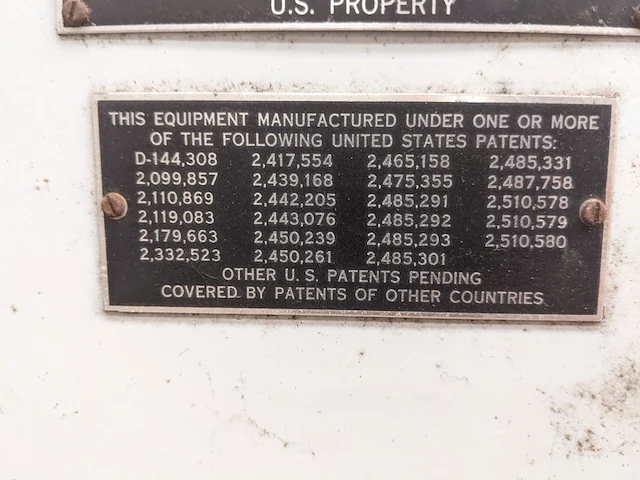 U.S. PROPERTY
THIS EQUIPMENT MANUFACTURED UNDER ONE OR MORE
OF THE FOLLOWING UNITED STATES PATENTS:
D-144,308 2,417,554 2,465,158 2,485,331
2,099,857 2,439,168 2,475,355 2,487,758
2,110,869 2,442,205 2,485,291 2,510,578
2,119,083 2,443,076 2,485,292 2,510,579
2,179,663 2,450,239 2,485,293 2,510,580
2,332,523 2,450,261 2,485,301
OTHER U.S. PATENTS PENDING
COVERED BY PATENTS OF OTHER COUNTRIES